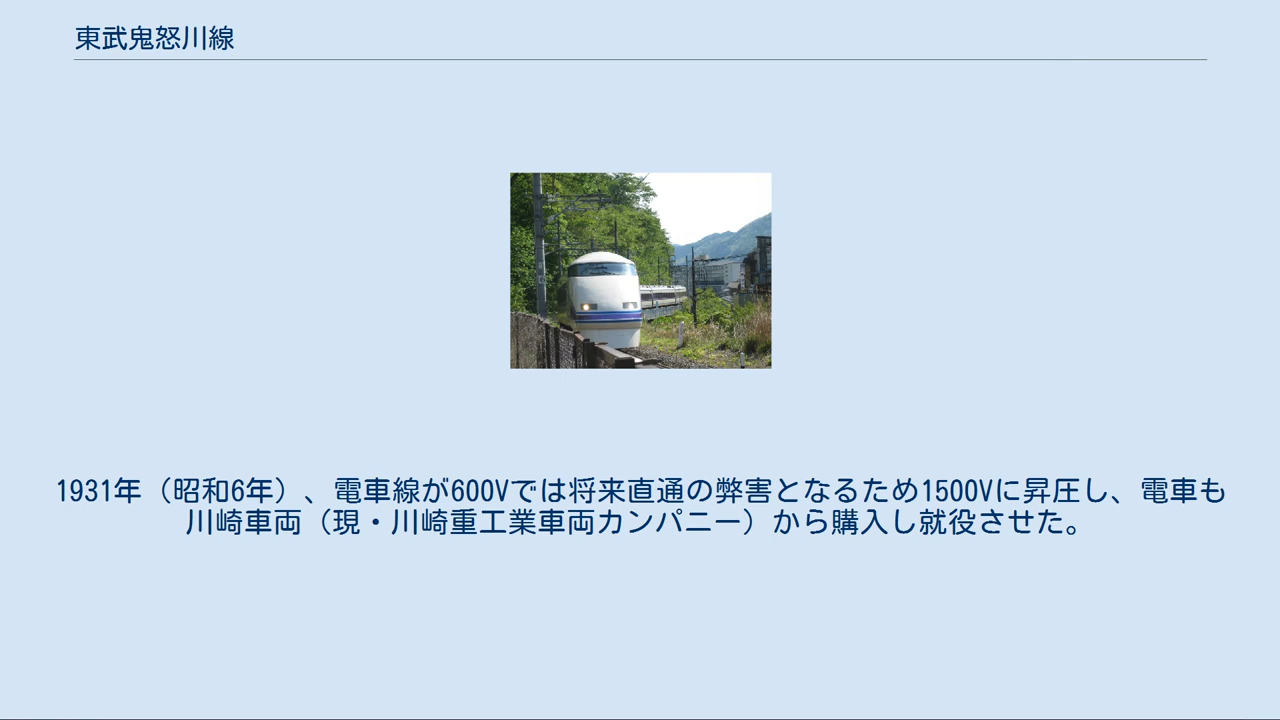 東武鬼怒川線
1931年（昭和6年）、電車線が600Vでは将来直通の弊害となるため1500Vに昇圧し、電車も
川崎車両（現・川崎重工業車両カンパニー）から購入し就役させた。